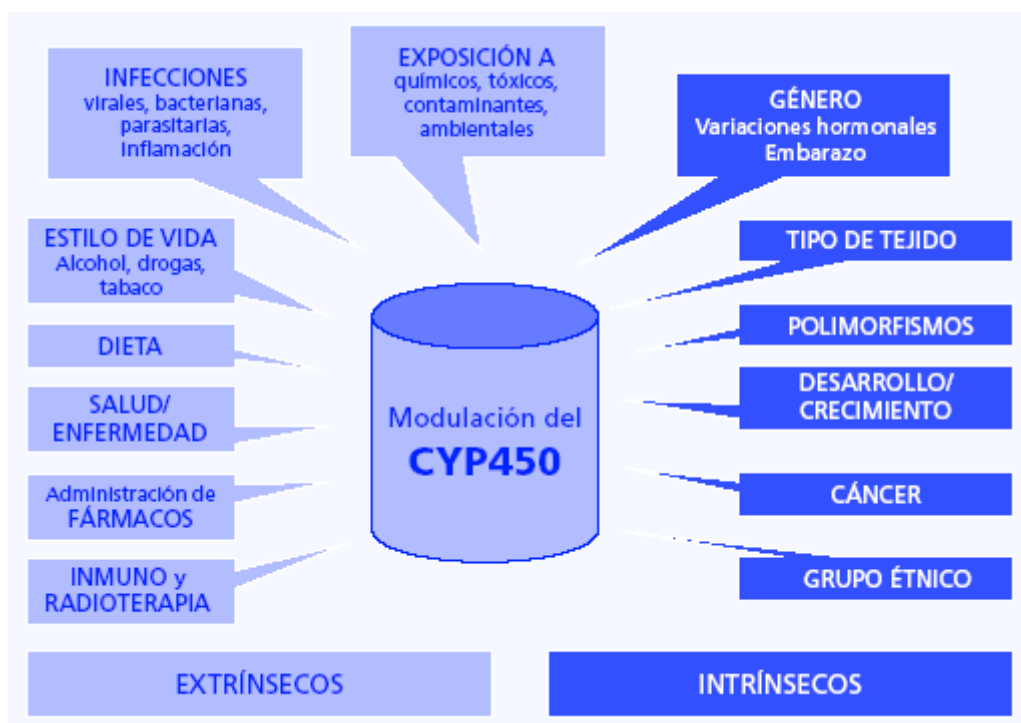 INFECCIONES
virales, bacterianas,
parasitarias,
inflamación
EXPOSICIÓN A
químicos, tóxicos,
contaminantes,
ambientales
GÉNERO
Variaciones hormonales
Embarazo
ESTILO DE VIDA
Alcohol, drogas,
tabaco
DIETA
SALUD/
ENFERMEDAD
Administración de
FÁRMACOS
INMUNO y
RADIOTERAPIA
Modulación del
CYP450
TIPO DE TEJIDO
POLIMORFISMOS
DESARROLLO/
CRECIMIENTO
CÁNCER
GRUPO ÉTNICO
EXTRÍNSECOS
INTRÍNSECOS